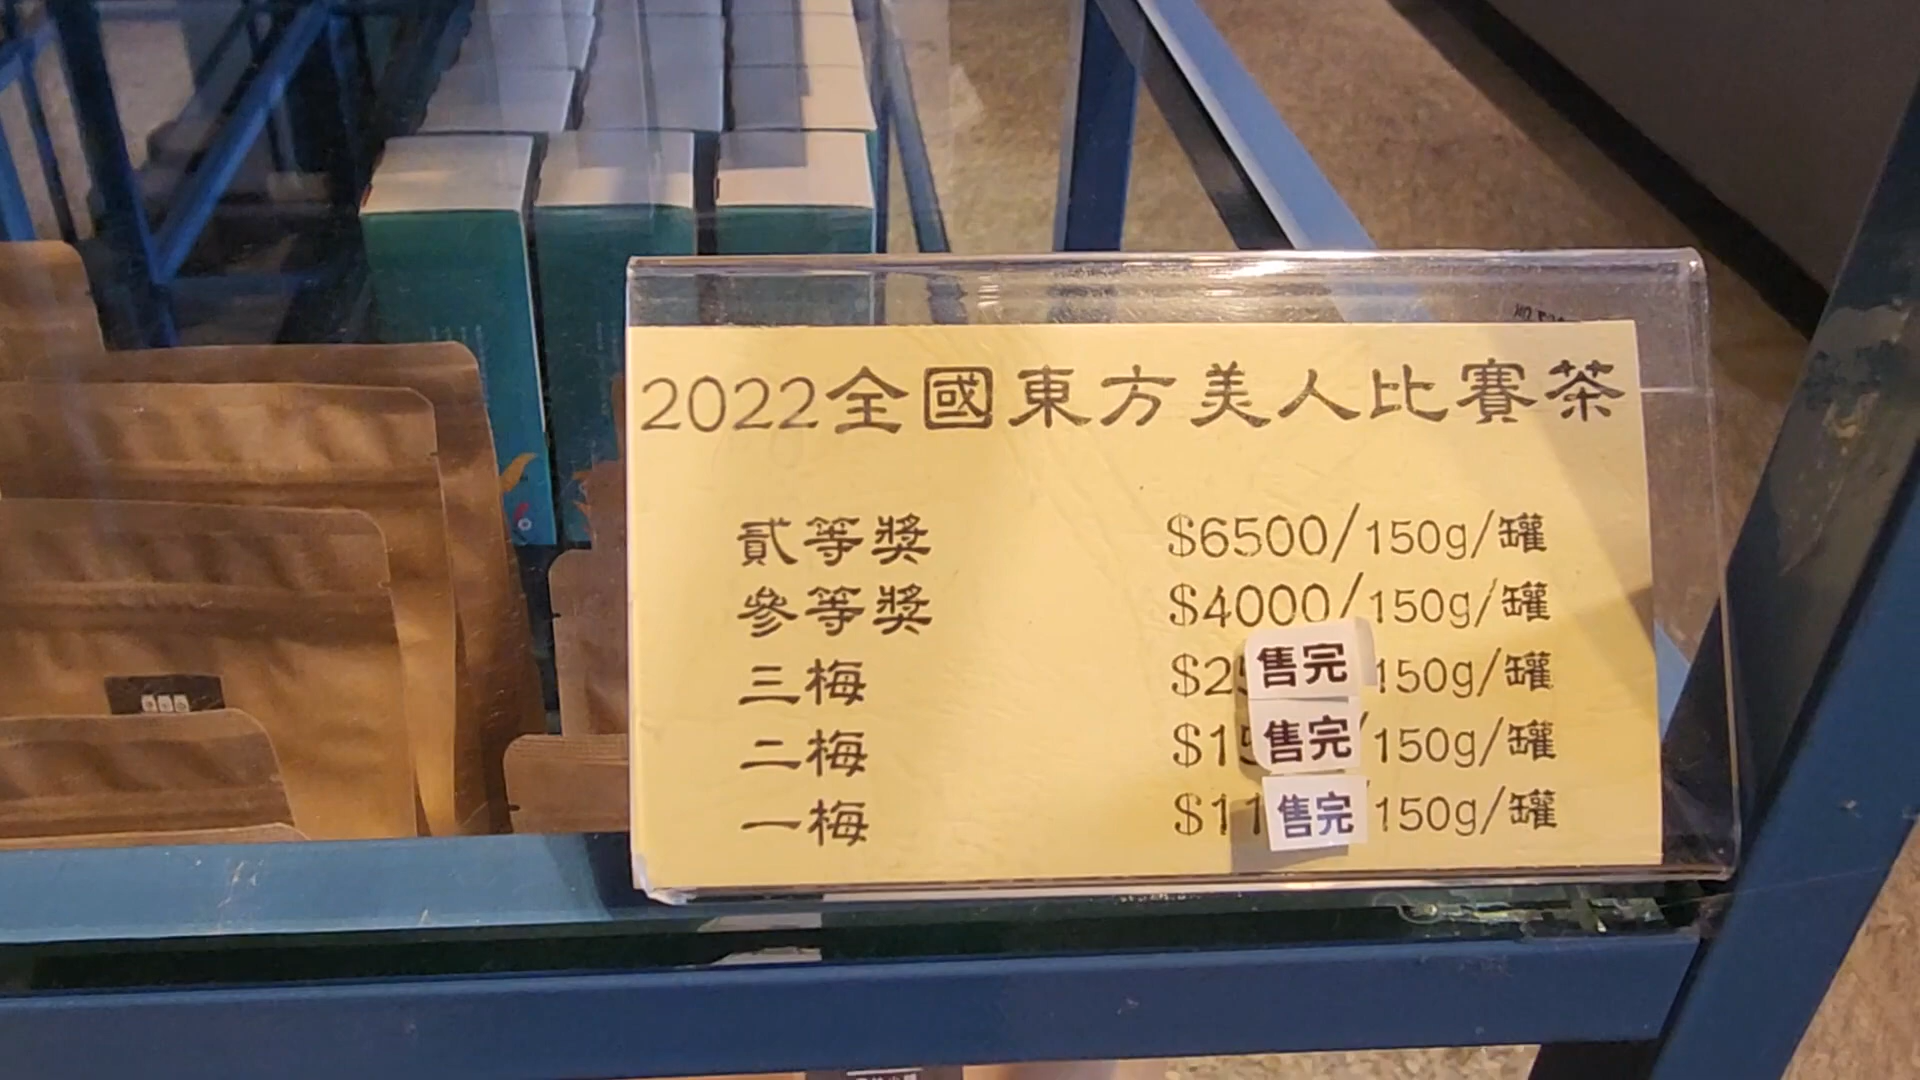 2022全國東方美人比賽茶
貳等獎 $6500/150g/罐
參等獎 $4000/150g/罐
三梅 $2 售完 150g/罐
二梅 $1 售完 /150g/罐
一梅 $11 售完 /150g/罐